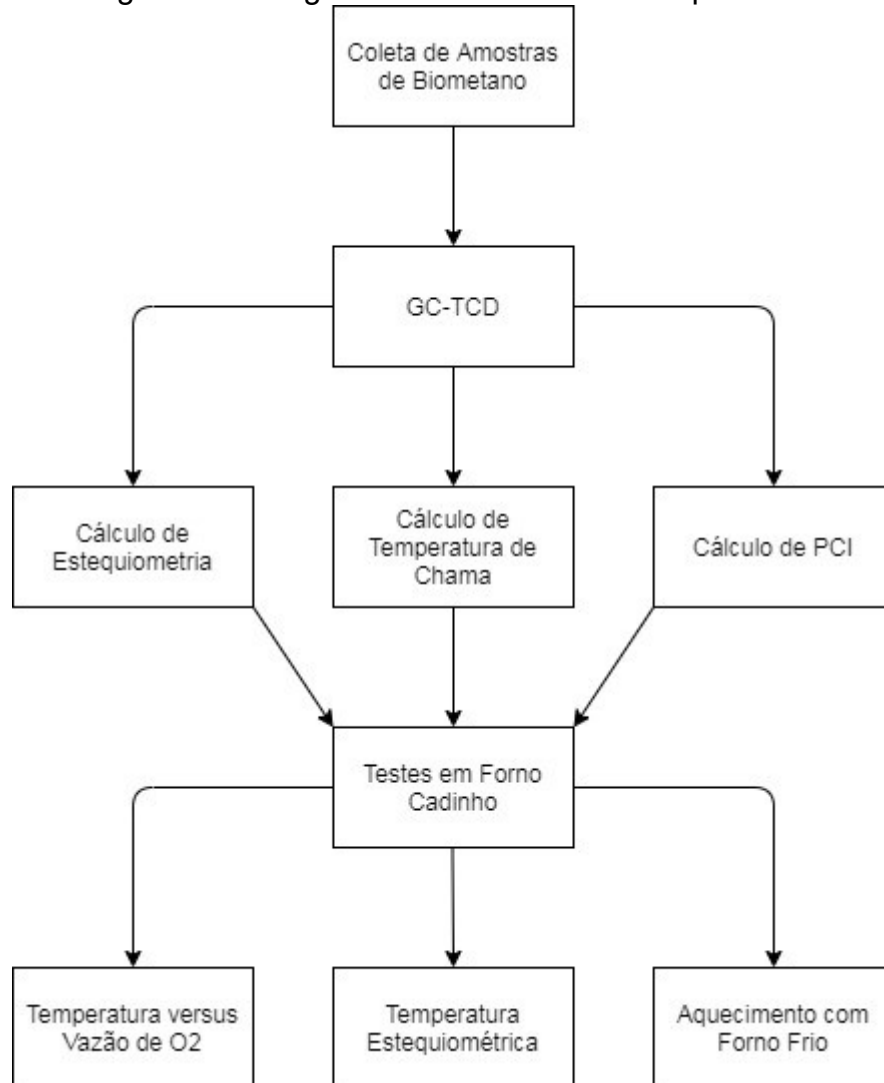 Coleta de Amostras
de Biometano
GC-TCD
Cálculo de
Estequiometria
Cálculo de
Temperatura de
Chama
Cálculo de PCI
Testes em Forno
Cadinho
Temperatura versus
Vazão de O2
Temperatura
Estequiométrica
Aquecimento com
Forno Frio